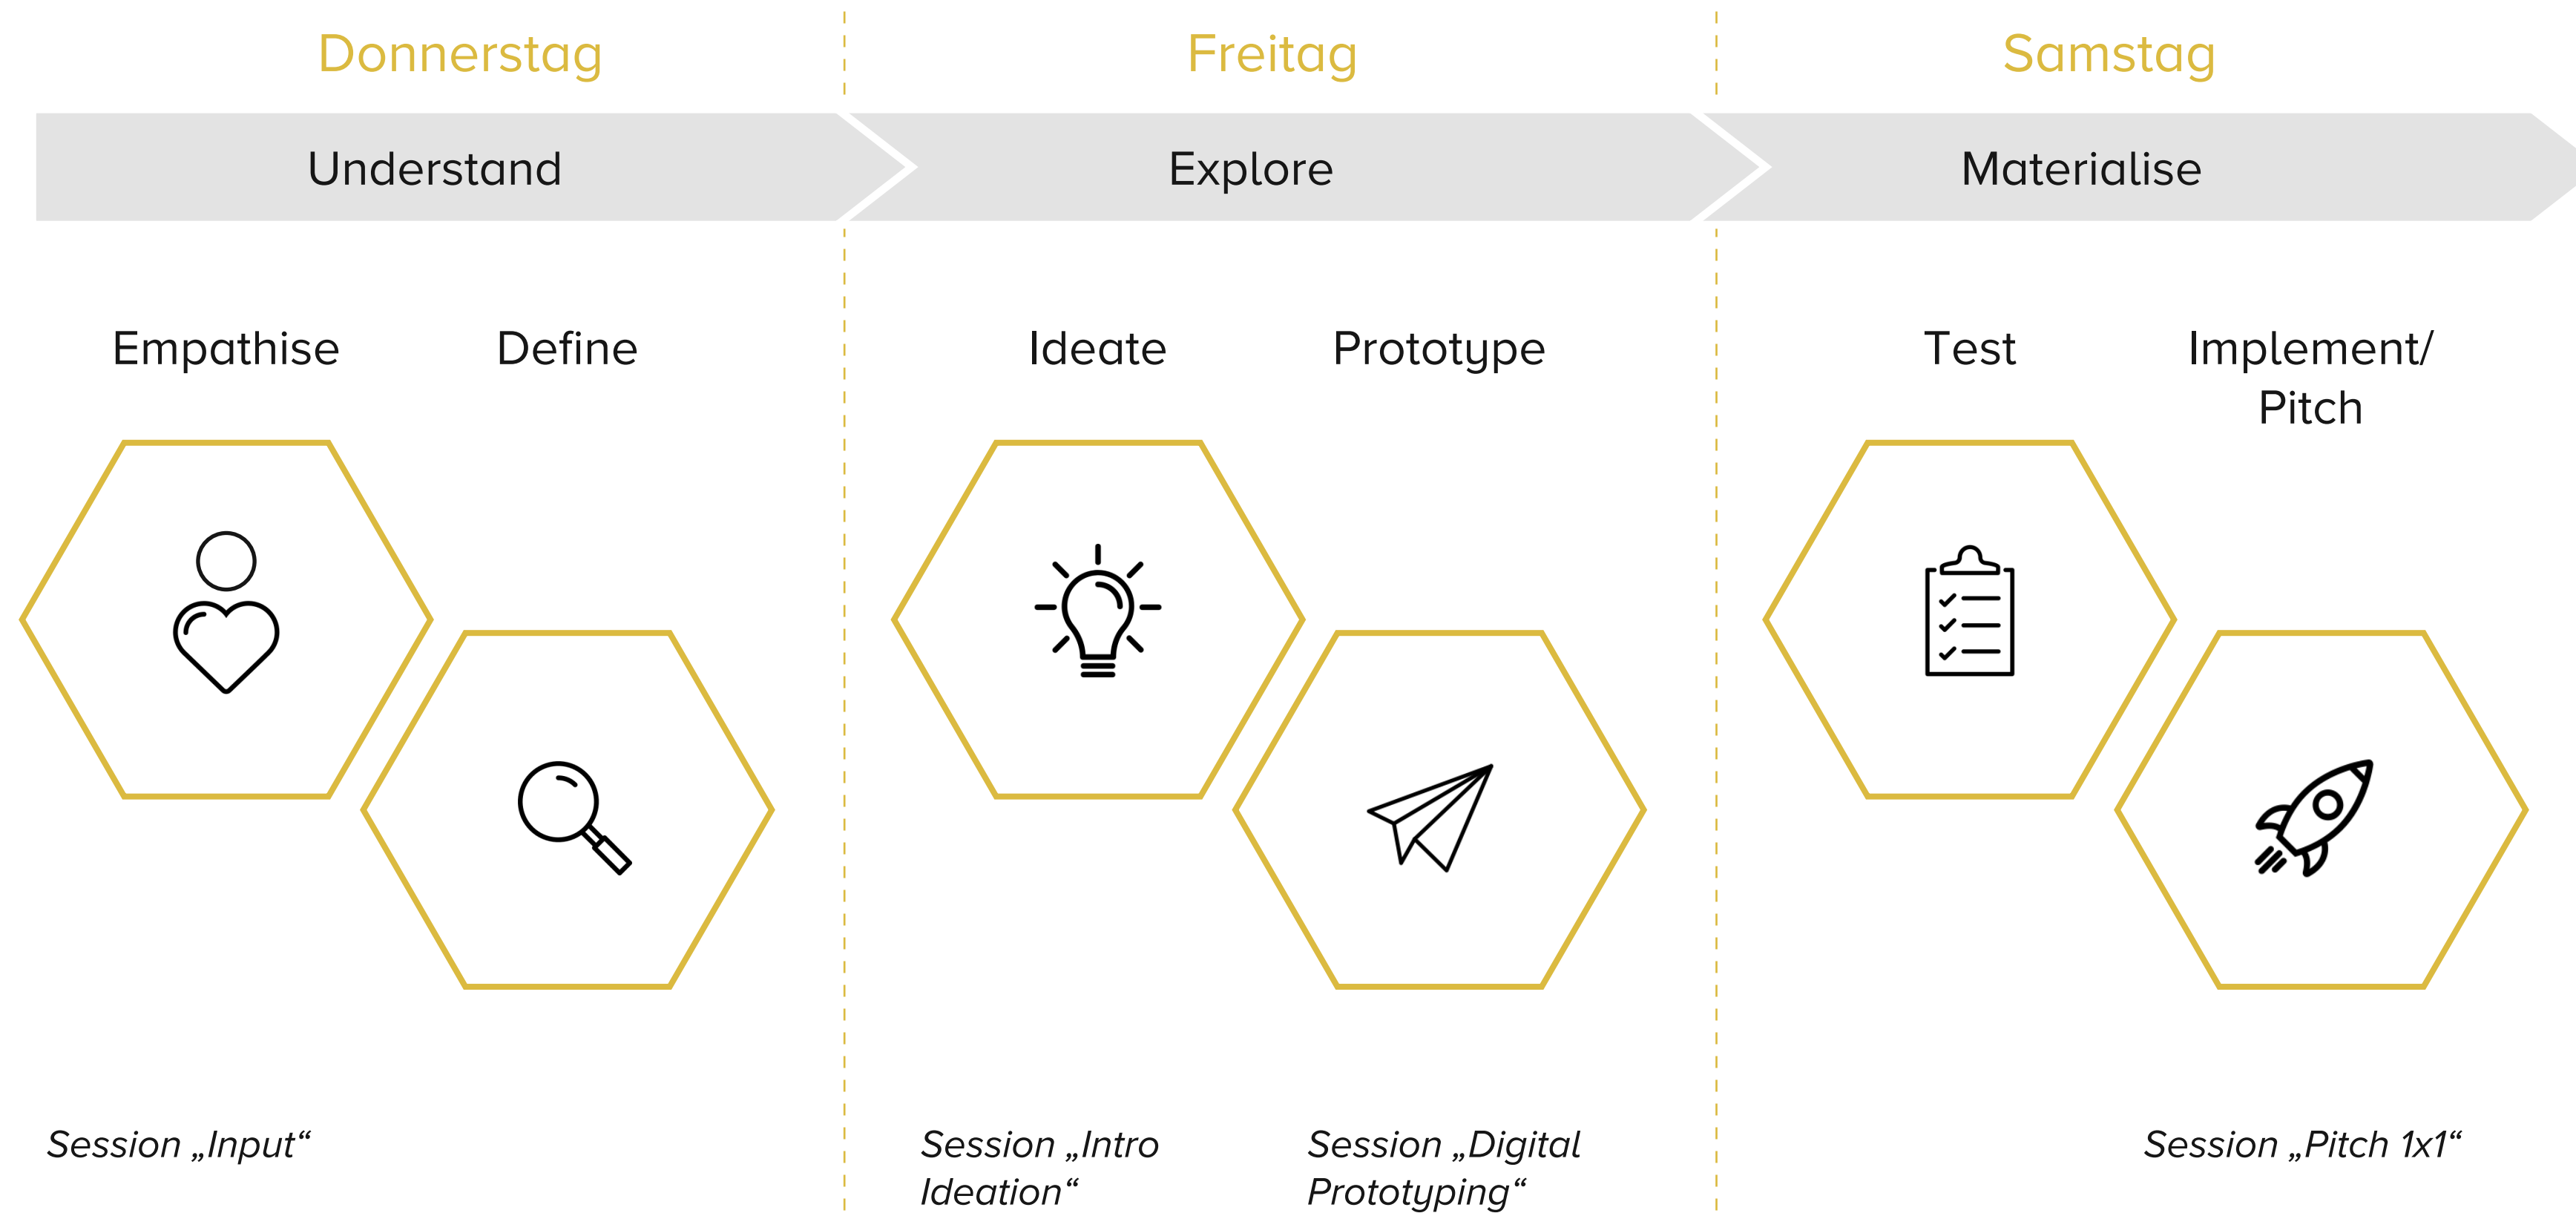 Donnerstag
Freitag
Samstag
Understand
Explore
Materialise
Empathise
Define
Ideate
Prototype
Test
Implement/
Pitch
Session „Input“
Session „Intro
Ideation“
Session „Digital
Prototyping“
Session „Pitch 1x1“